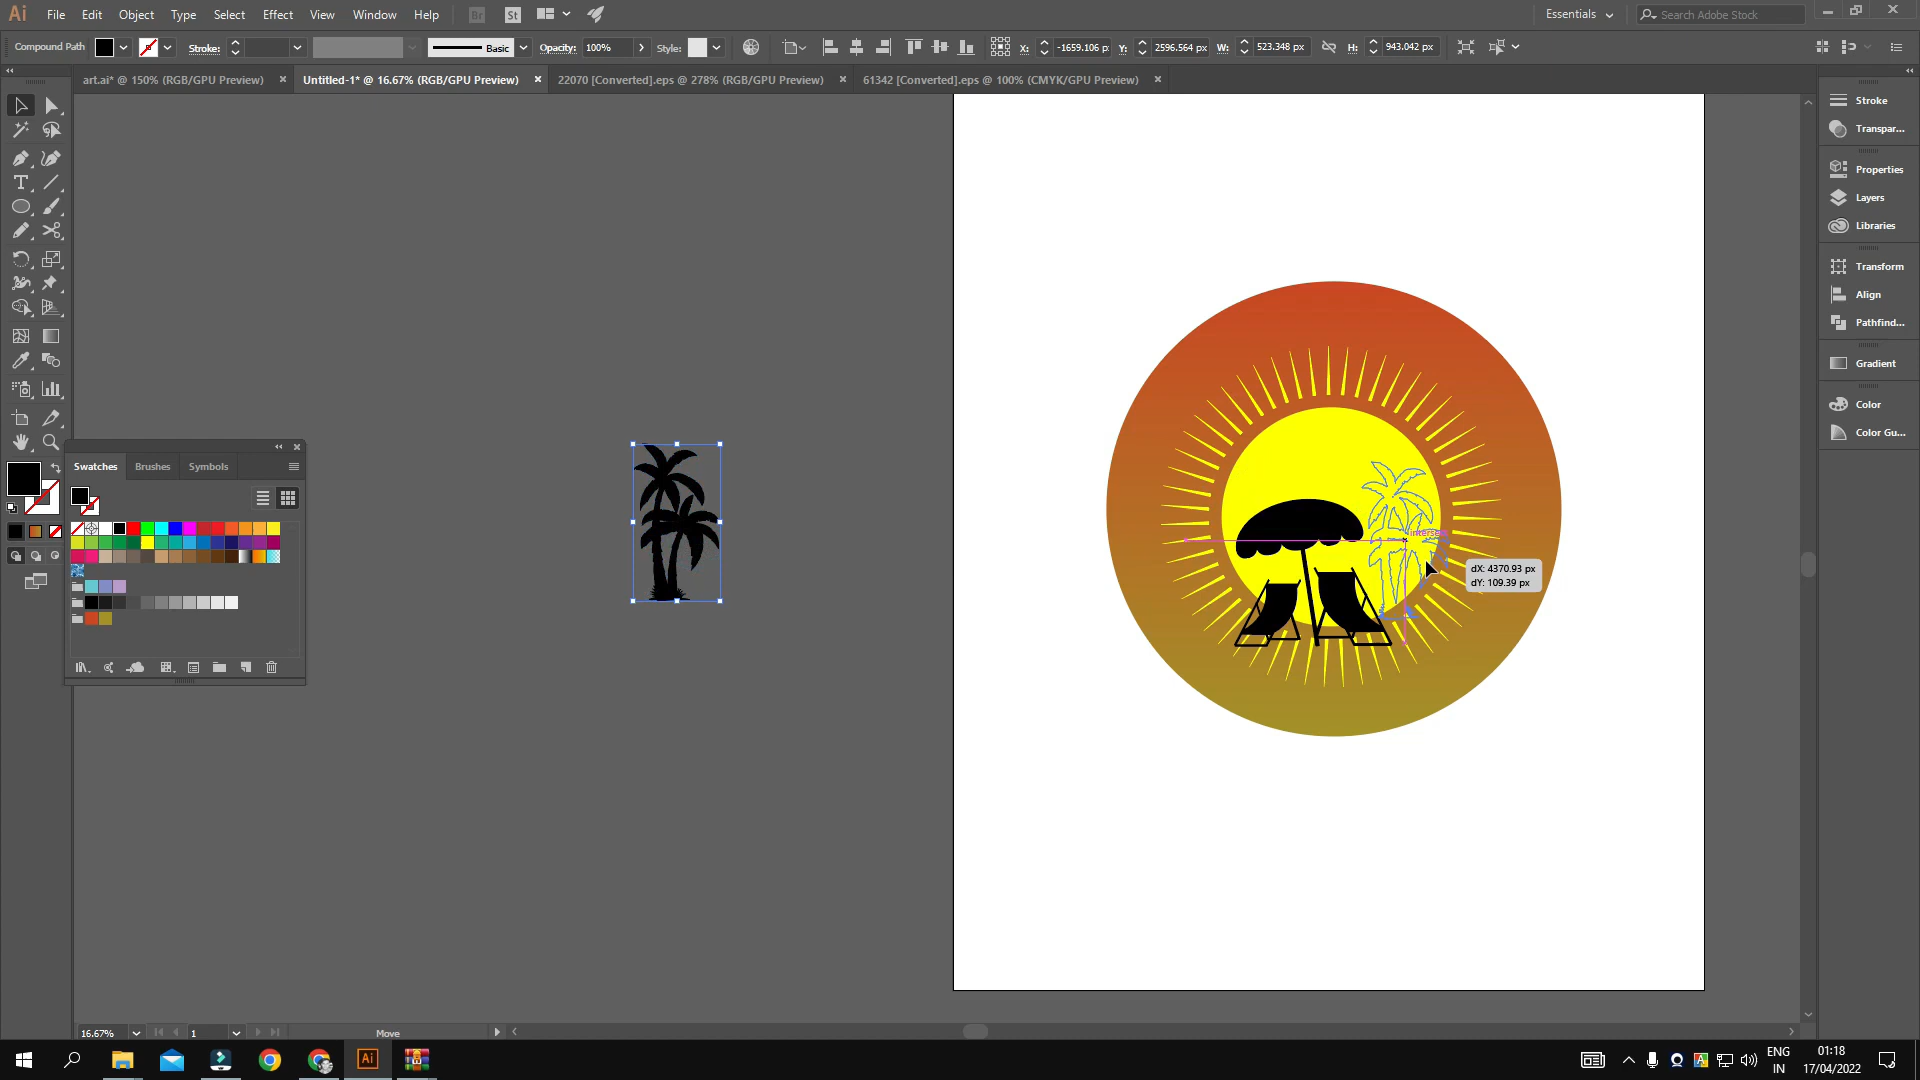 Ai File Edit Object Type Select Effect View Window Help Br St Essentials Search Adobe Stock
Compound Path Stroke: Basic Opacity: 100% Style: X: -1659.106 p Y: 2596.564 px W: 523.348 px H: 943.042 px
art.ai* @ 150% (RGB/GPU Preview) Untitled-1* @ 16.67% (RGB/GPU Preview) 22070 [Converted].eps @ 278% (RGB/GPU Preview) 61342 [Converted].eps @ 100% (CMYK/GPU Preview)
Stroke
Transpar...
Properties
Layers
Libraries
Transform
Align
Pathfind...
Gradient
Color
Color Gu...
Swatches Brushes Symbols
dX: 4370.93 px
dY: 109.39 px
16.67% 1 Move
Ai
ENG
IN
01:18
17/04/2022